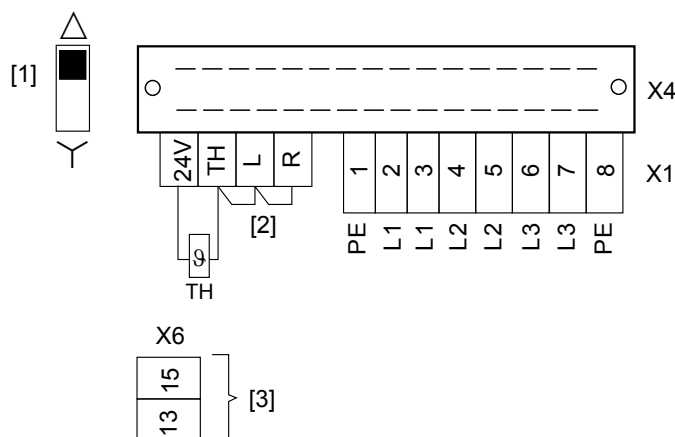 [1]
X4
24V TH L R 1 2 3 4 5 6 7 8 X1
[2]
PE L1 L1 L2 L2 L3 L3 PE
ϑ
TH
X6
15
13
[3]